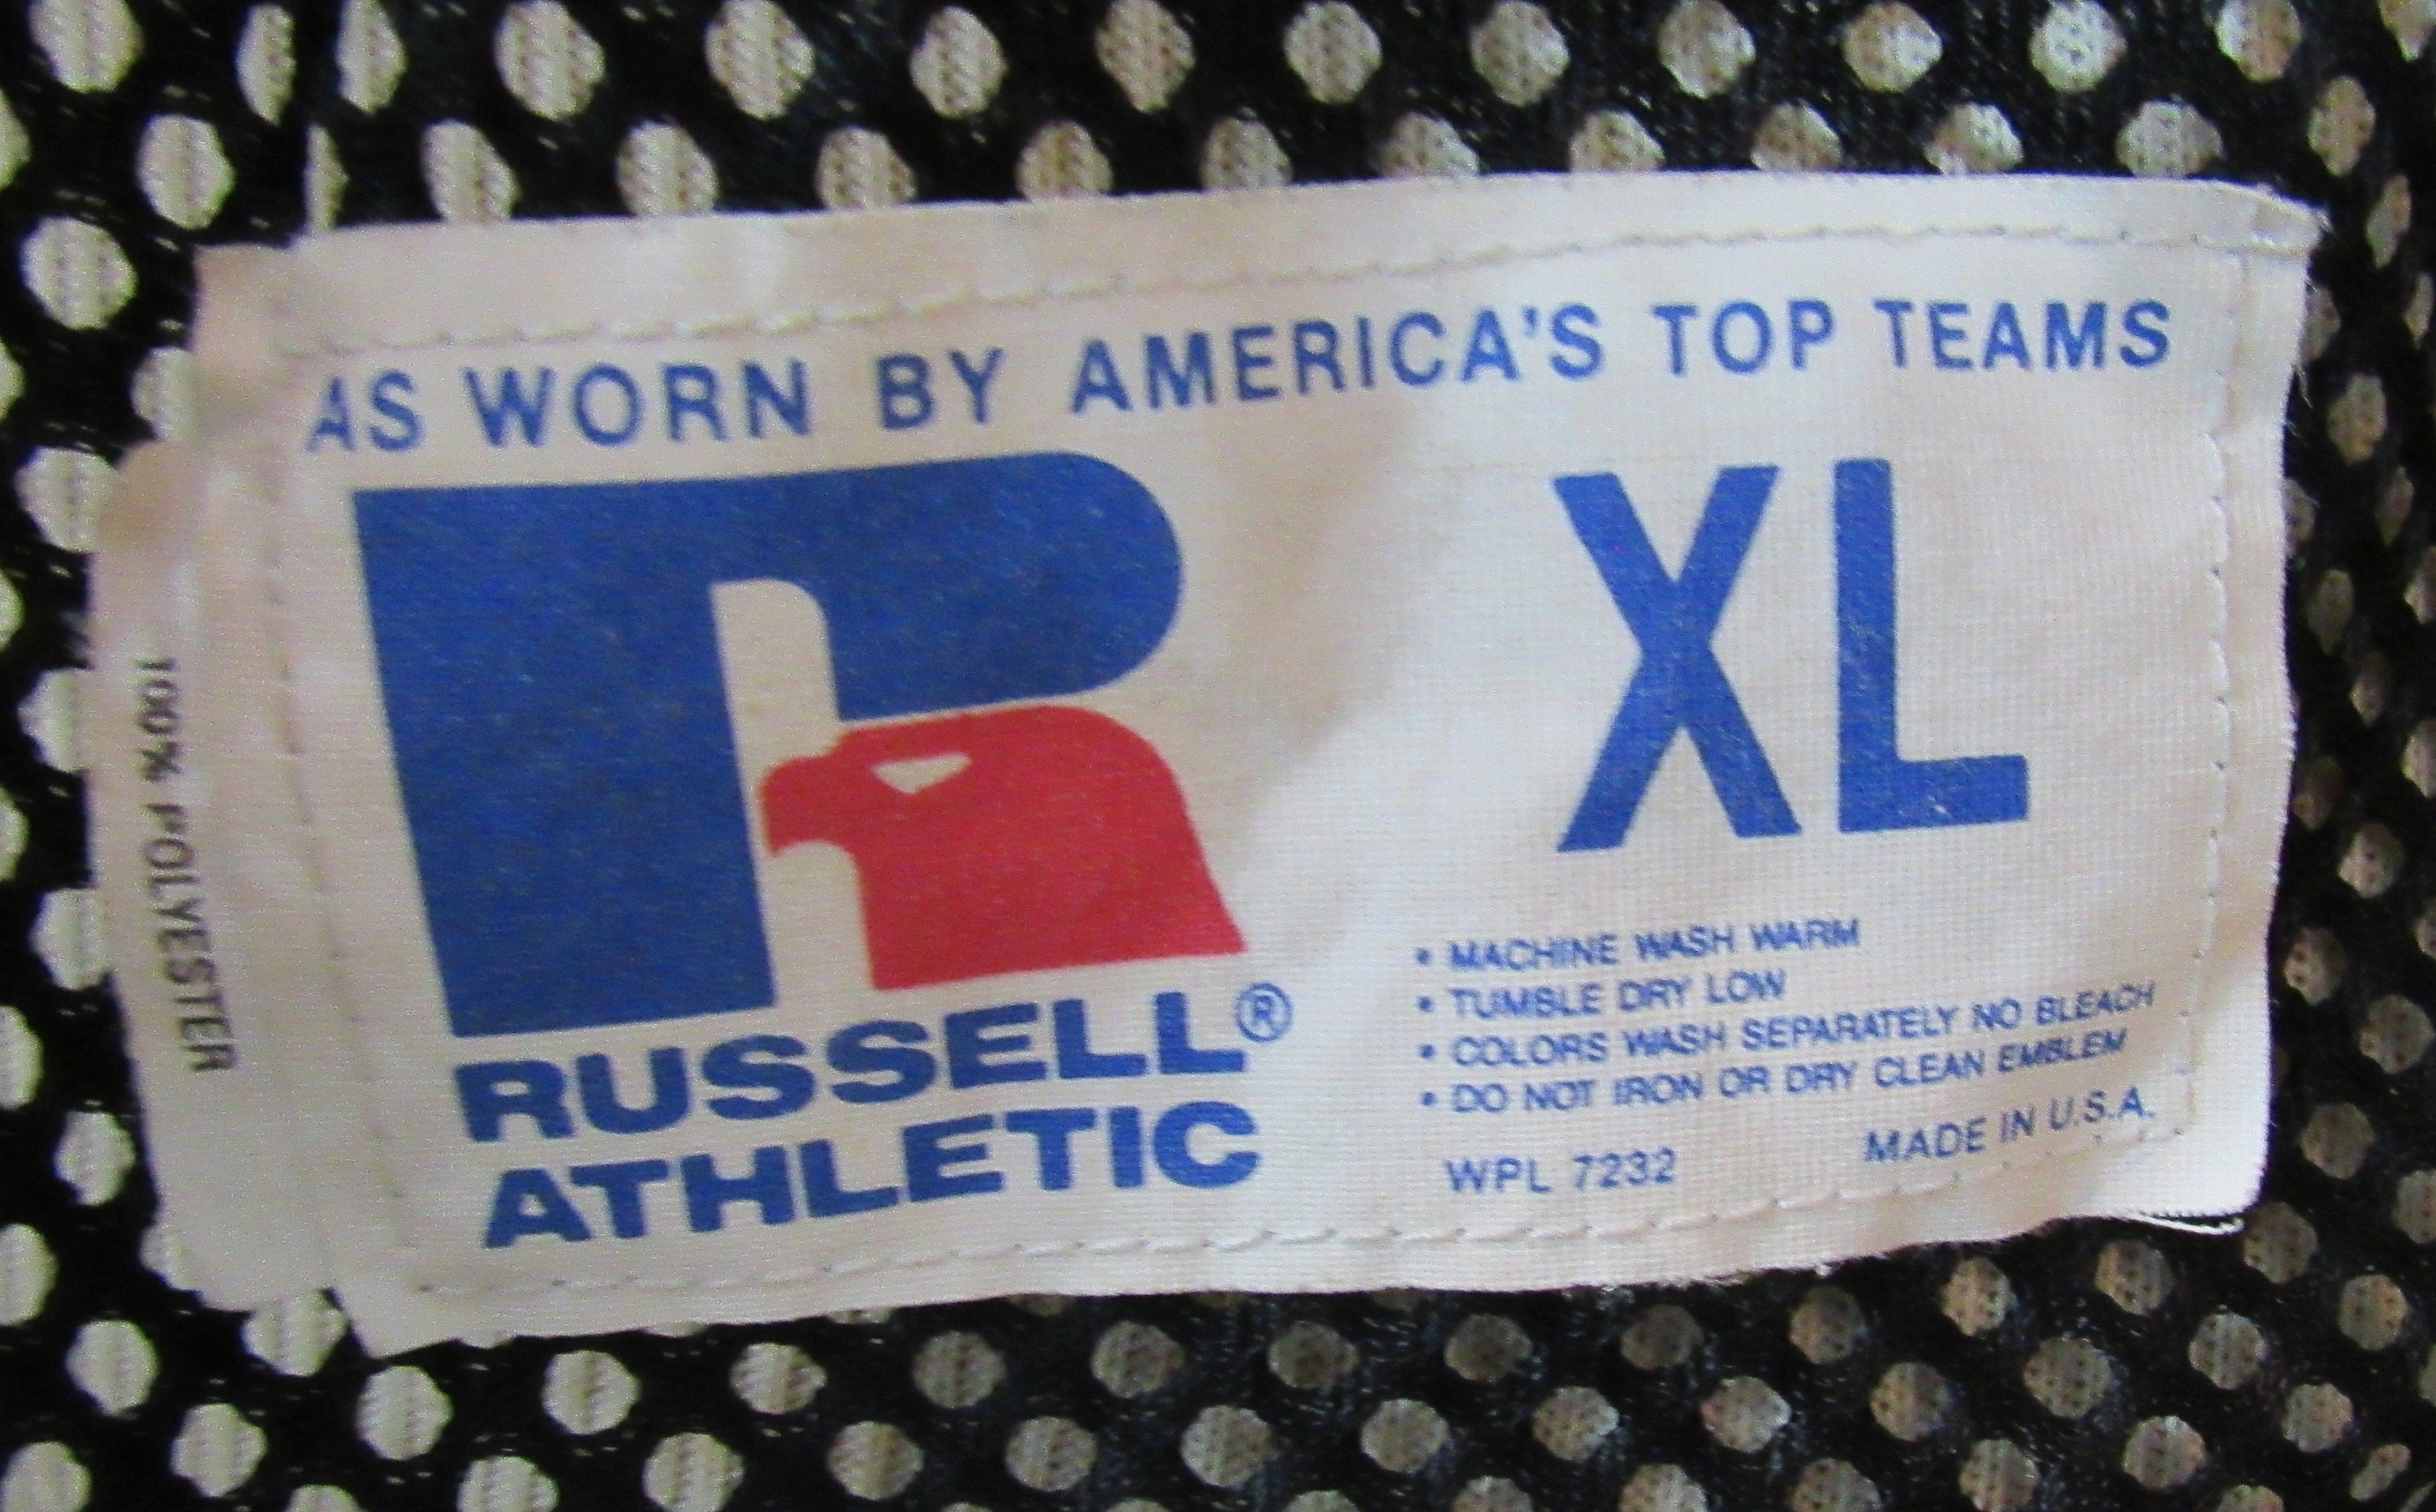 AS WORN BY AMERICA'S TOP TEAMS
XL
RUSSELL®
ATHLETIC
• MACHINE WASH WARM
• TUMBLE DRY LOW
• COLORS WASH SEPARATELY NO BLEACH
• DO NOT IRON OR DRY CLEAN EMBLEM
WPL 7232 MADE IN U.S.A.
100% POLYESTER